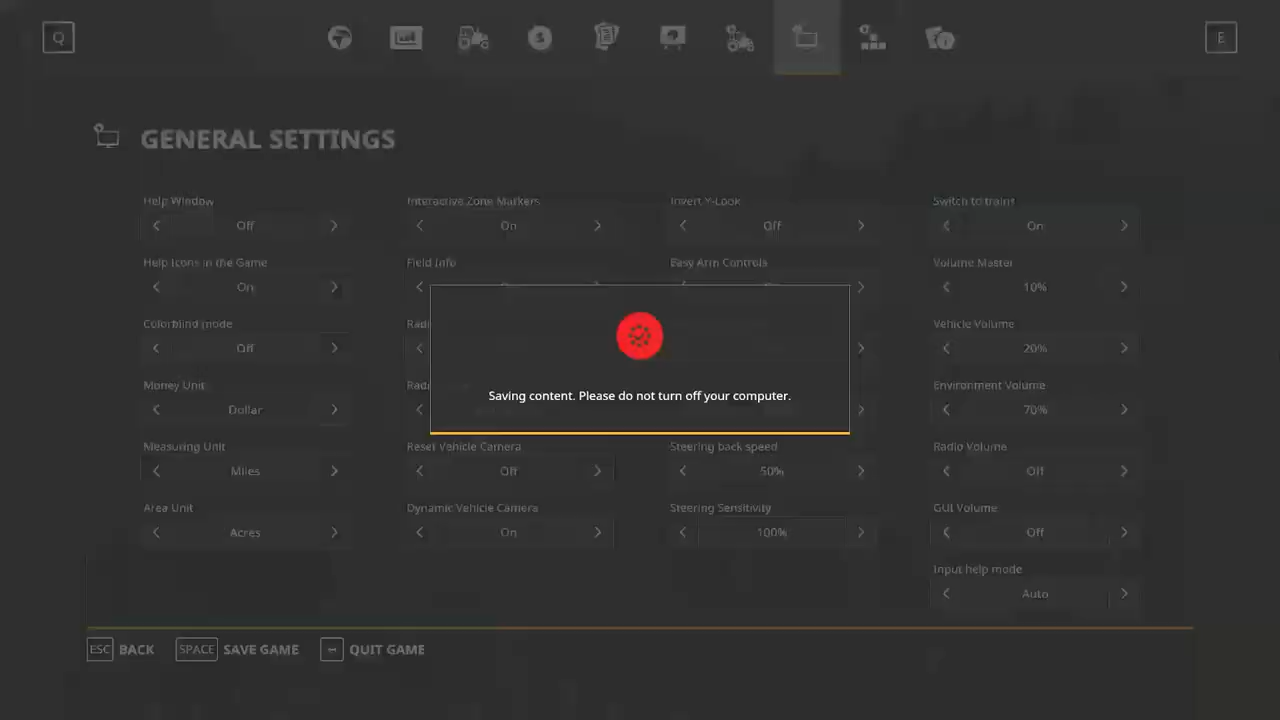 Q
E
GENERAL SETTINGS
Help Window
Off
Interactive Zone Markers
On
Invert Y-Look
Off
Switch to trains
On
Help Icons in the Game
On
Field Info
Easy Arm Controls
Volume Master
10%
Colorblind mode
Off
Vehicle Volume
20%
Saving content. Please do not turn off your computer.
Money Unit
Dollar
Environment Volume
70%
Measuring Unit
Miles
Reset Vehicle Camera
Off
Steering back speed
50%
Radio Volume
Off
Area Unit
Acres
Dynamic Vehicle Camera
On
Steering Sensitivity
100%
GUI Volume
Off
Input help mode
Auto
ESC BACK
SPACE SAVE GAME
QUIT GAME